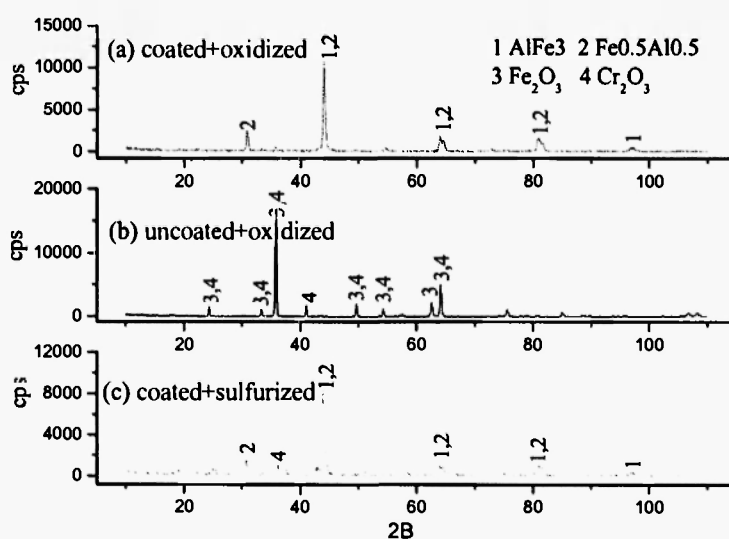 15000
(a) coated+oxidized
1,2
1 AlFe3 2 Fe0.5Al0.5
3 Fe₂O₃ 4 Cr₂O₃
10000
cps
5000
2
1,2
1,2
1
0
20 40 60 80 100
20000
3,4
(b) uncoated+oxidized
cps
10000
3,4
3,4
4
3,4
3,4
3
3,4
0
20 40 60 80 100
12000
(c) coated+sulfurized
1,2
cps
8000
4000
2
4
1,2
1,2
1
0
20 40 60 80 100
2B